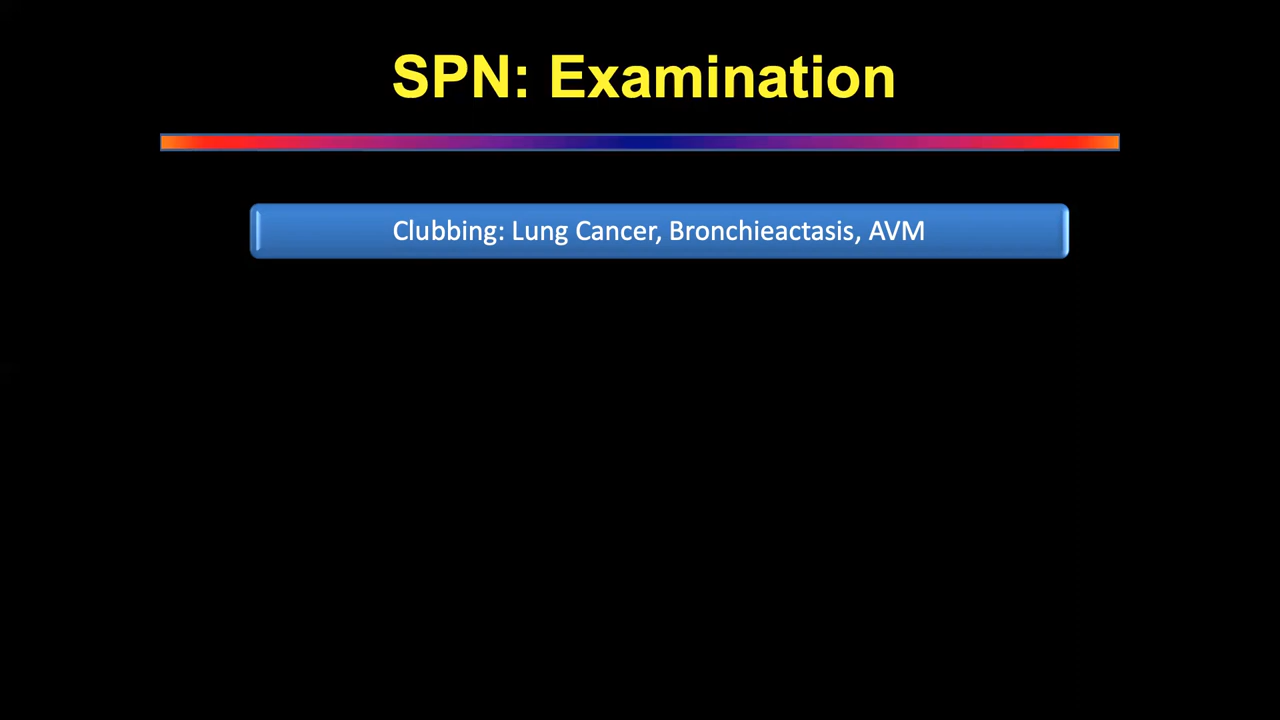 SPN: Examination
Clubbing: Lung Cancer, Bronchieactasis, AVM